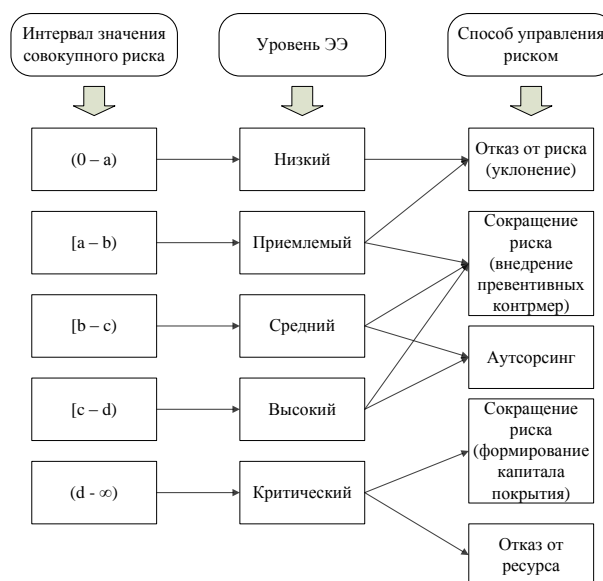 Интервал значения
совокупного риска
Уровень ЭЭ
Способ управления
риском
(0 – a)
Низкий
Отказ от риска
(уклонение)
[a – b)
Приемлемый
Сокращение
риска
(внедрение
превентивных
контрмер)
[b – c)
Средний
Аутсорсинг
[c – d)
Высокий
Сокращение
риска
(формирование
капитала
покрытия)
(d - ∞)
Критический
Отказ от
ресурса